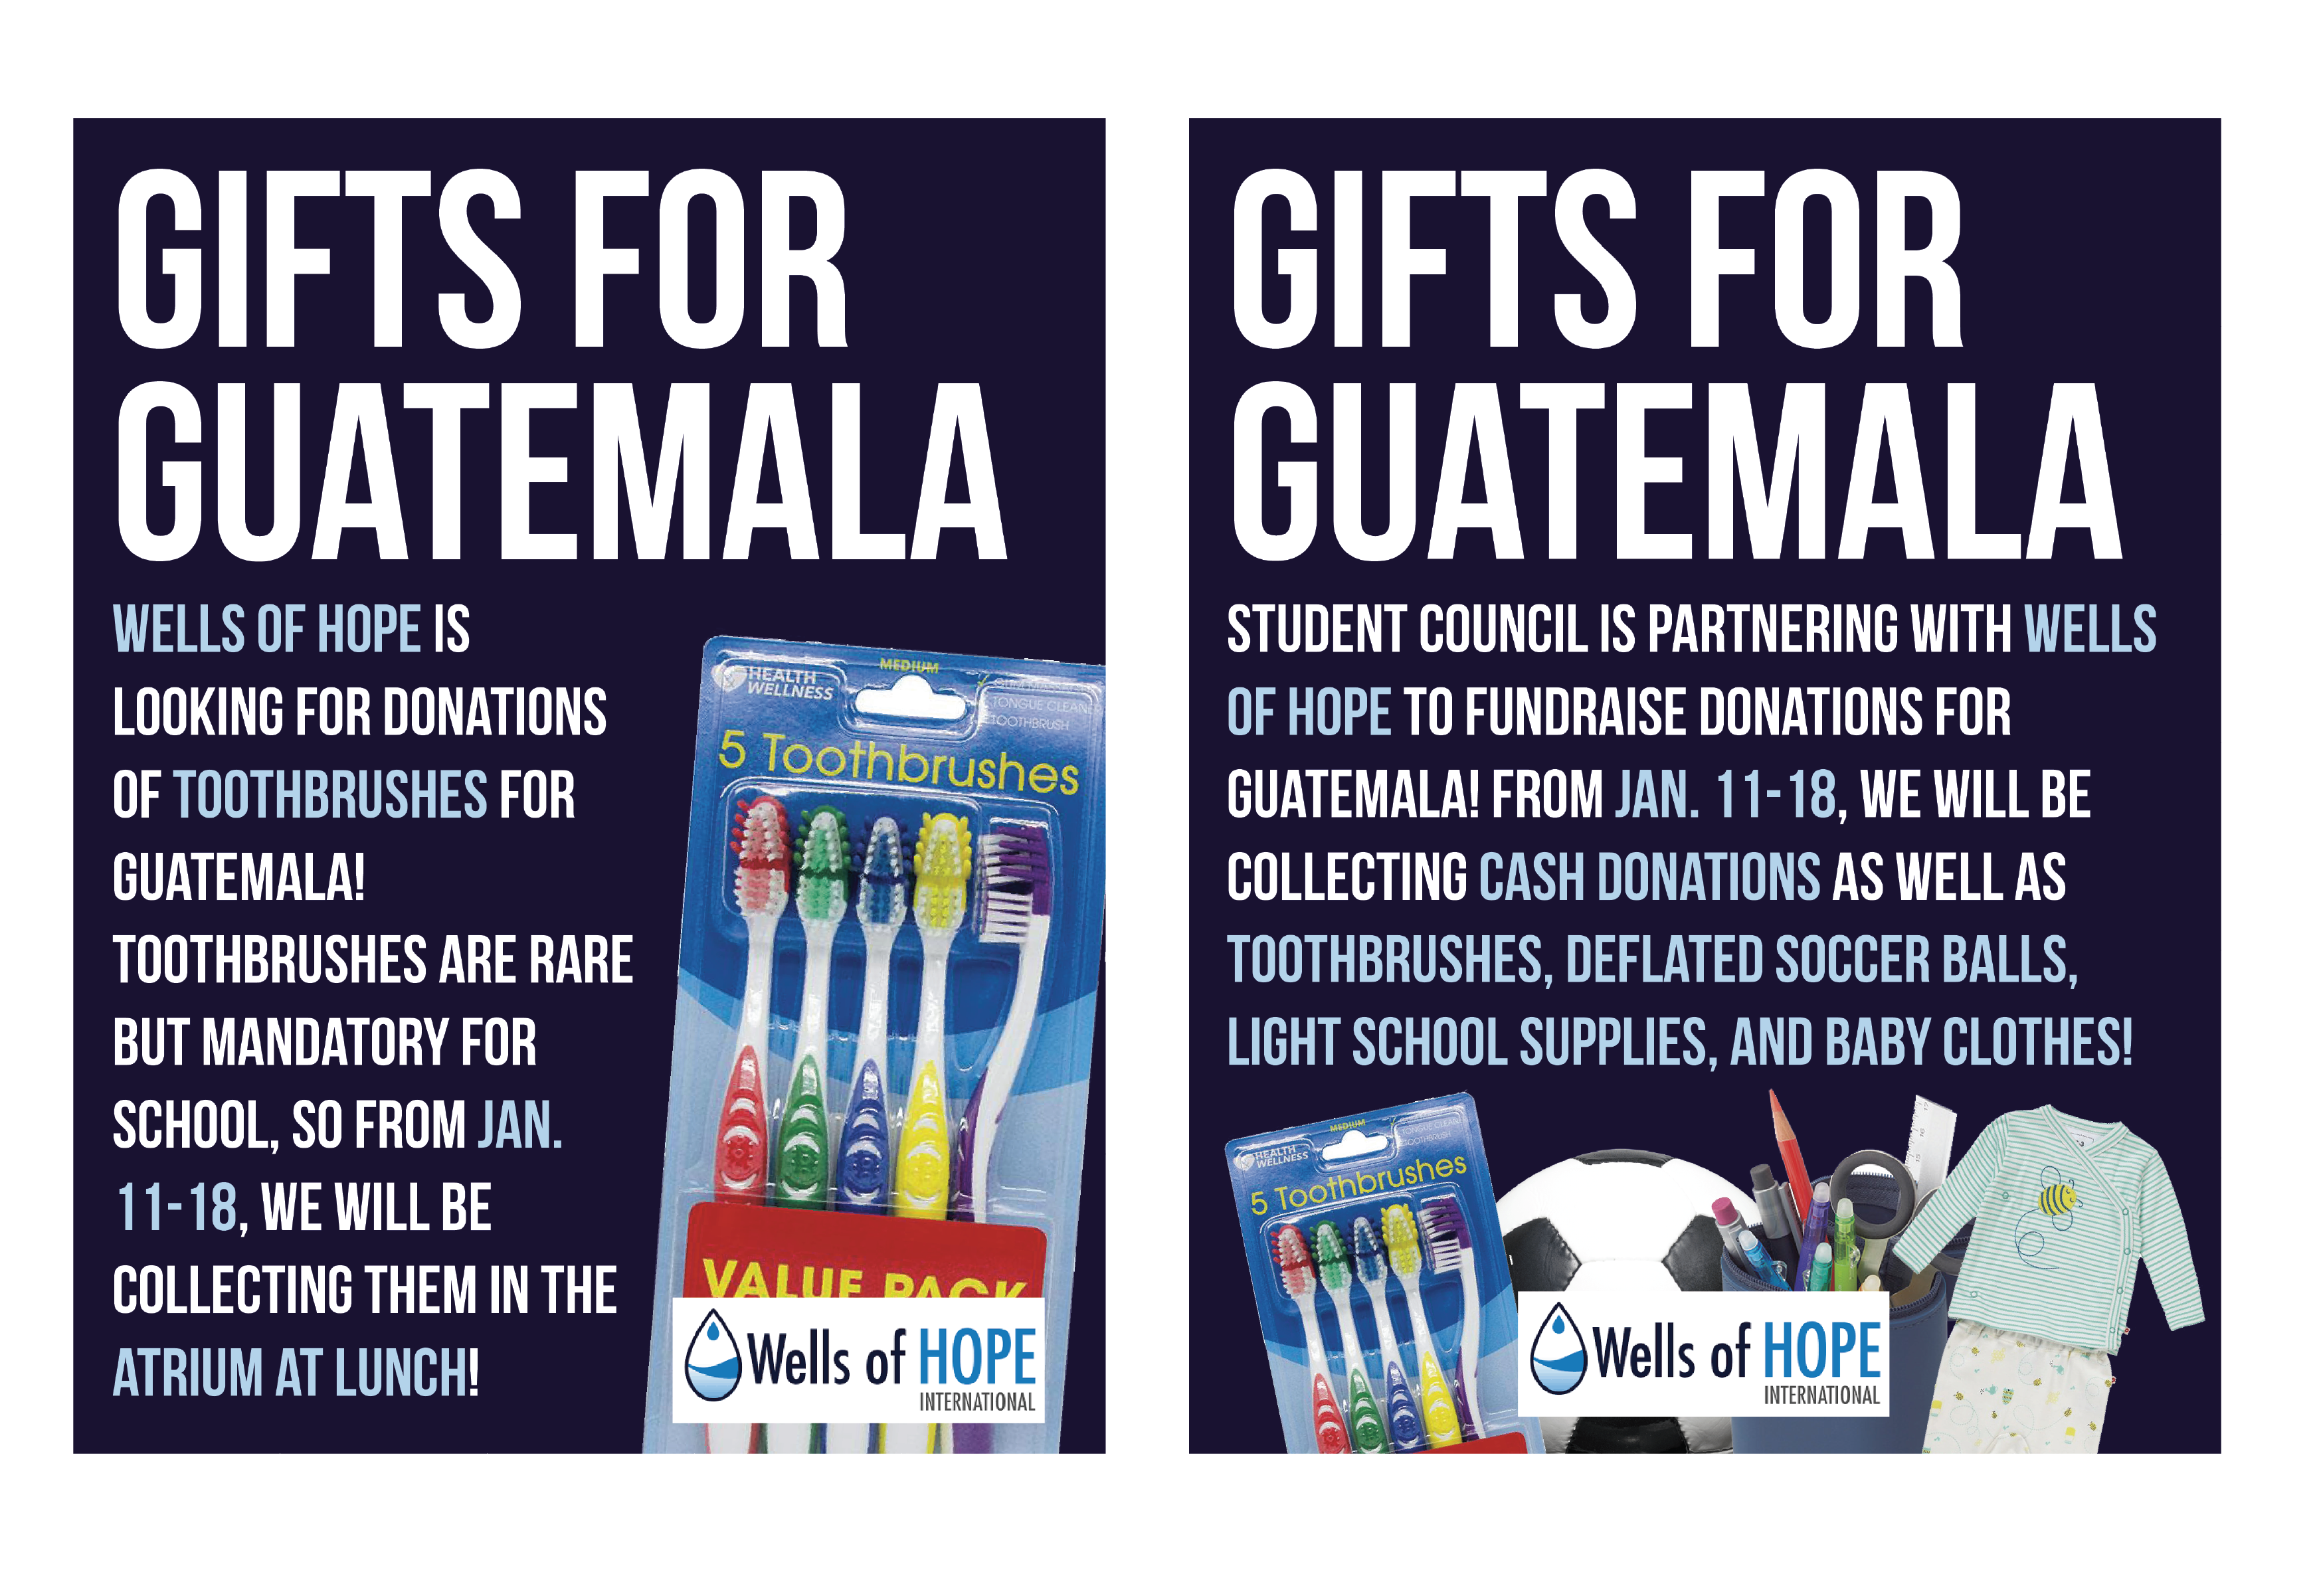 GIFTS FOR
GUATEMALA
WELLS OF HOPE IS
LOOKING FOR DONATIONS
OF TOOTHBRUSHES FOR
GUATEMALA!
TOOTHBRUSHES ARE RARE
BUT MANDATORY FOR
SCHOOL, SO FROM JAN.
11-18, WE WILL BE
COLLECTING THEM IN THE
ATRIUM AT LUNCH!
MEDIUM
HEALTH
WELLNESS
TONGUE CLEAN
TOOTHBRUSH
5 Toothbrushes
VALUE PACK
Wells of HOPE
INTERNATIONAL
GIFTS FOR
GUATEMALA
STUDENT COUNCIL IS PARTNERING WITH WELLS
OF HOPE TO FUNDRAISE DONATIONS FOR
GUATEMALA! FROM JAN. 11-18, WE WILL BE
COLLECTING CASH DONATIONS AS WELL AS
TOOTHBRUSHES, DEFLATED SOCCER BALLS,
LIGHT SCHOOL SUPPLIES, AND BABY CLOTHES!
MEDIUM
HEALTH
WELLNESS
TONGUE CLEAN
TOOTHBRUSH
5 Toothbrushes
Wells of HOPE
INTERNATIONAL